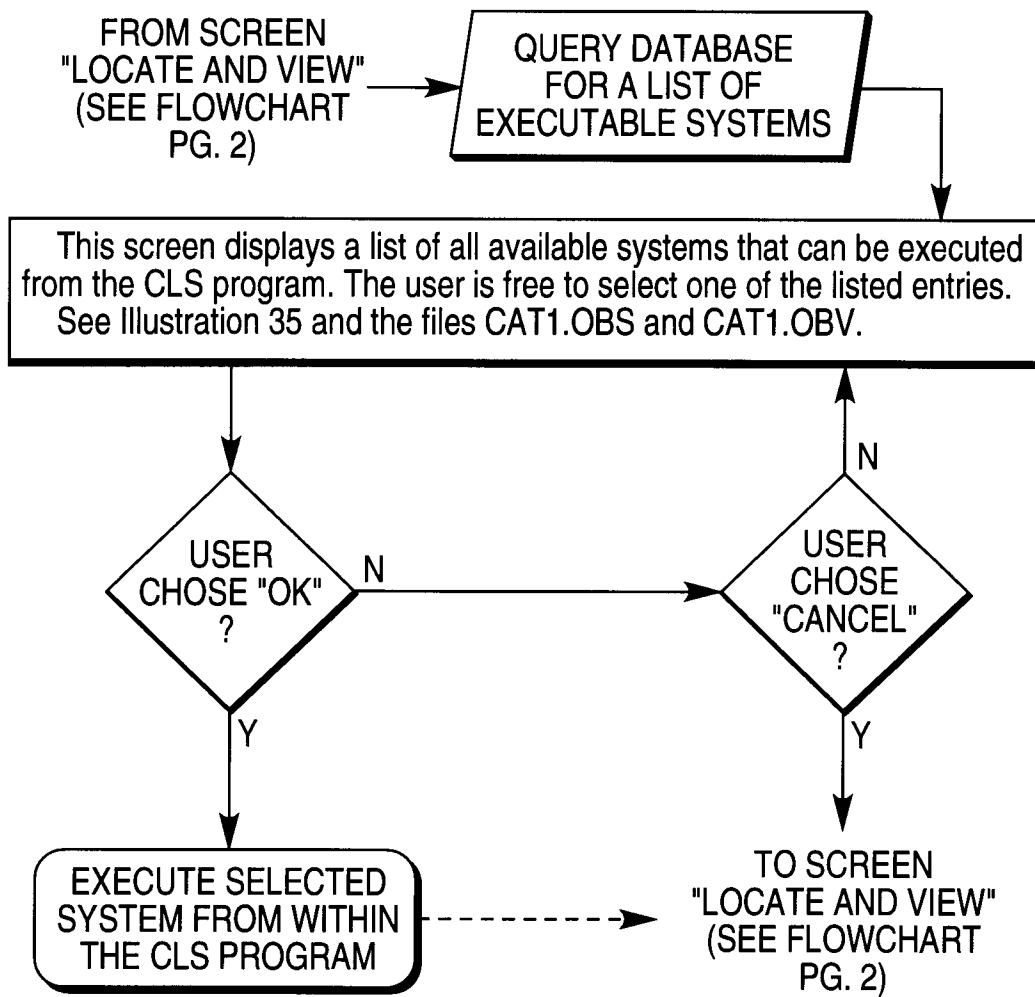 FROM SCREEN
"LOCATE AND VIEW"
(SEE FLOWCHART
PG. 2)
QUERY DATABASE
FOR A LIST OF
EXECUTABLE SYSTEMS
This screen displays a list of all available systems that can be executed
from the CLS program. The user is free to select one of the listed entries.
See Illustration 35 and the files CAT1.OBS and CAT1.OBV.
USER
CHOSE "OK"
?
N
Y
USER
CHOSE
"CANCEL"
?
N
Y
EXECUTE SELECTED
SYSTEM FROM WITHIN
THE CLS PROGRAM
TO SCREEN
"LOCATE AND VIEW"
(SEE FLOWCHART
PG. 2)